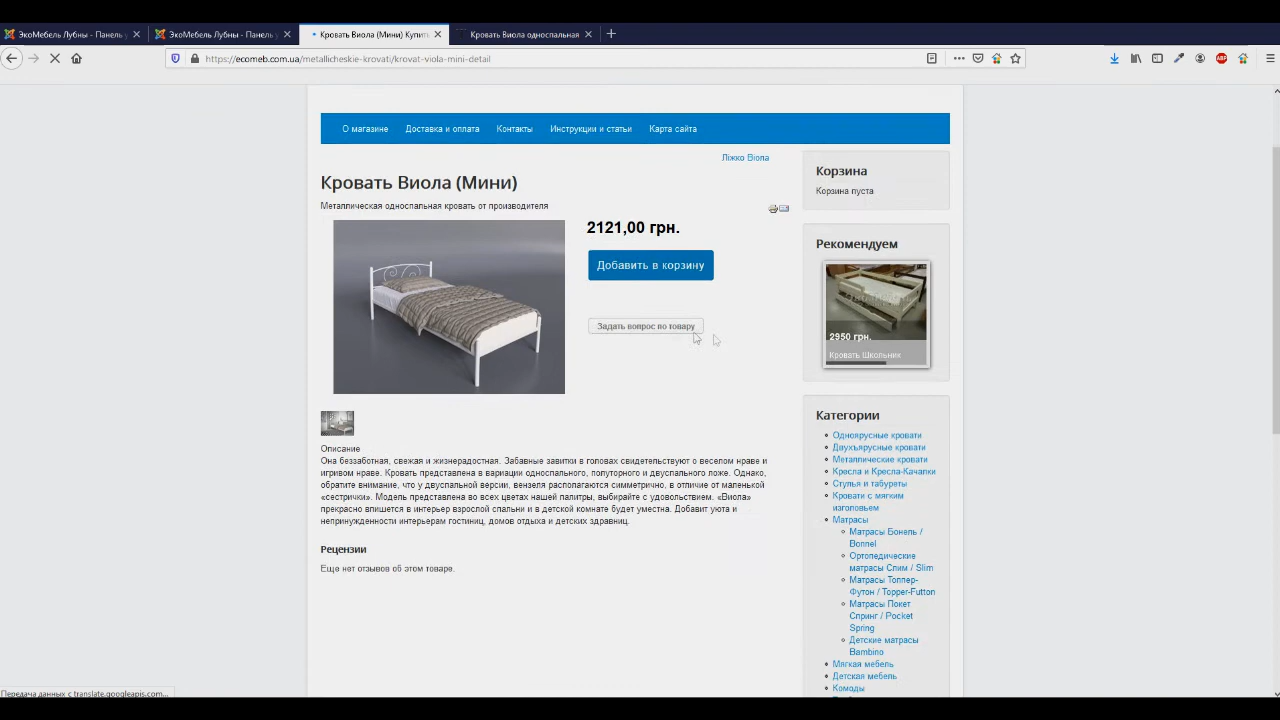 ЭкоМебель Лубны - Панель у
ЭкоМебель Лубны - Панель у
Кровать Виола (Мини) Купить
Кровать Виола односпальная
https://ecomeb.com.ua/metallicheskie-krovati/krovat-viola-mini-detail
О магазине
Доставка и оплата
Контакты
Инструкции и статьи
Карта сайта
Ліжко Віола
Кровать Виола (Мини)
Металлическая односпальная кровать от производителя
2121,00 грн.
Добавить в корзину
Задать вопрос по товару
Описание
Она беззаботная, свежая и жизнерадостная. Забавные завитки в головах свидетельствуют о веселом нраве и
игривом нраве. Кровать представлена в вариации односпального, полуторного и двуспального ложе. Однако,
обратите внимание, что у двуспальной версии, вензеля располагаются симметрично, в отличие от маленькой
«сестрички». Модель представлена во всех цветах нашей палитры, выбирайте с удовольствием. «Виола»
прекрасно впишется в интерьер взрослой спальни и в детской комнате будет уместна. Добавит уюта и
непринужденности интерьерам гостиниц, домов отдыха и детских здравниц.
Рецензии
Еще нет отзывов об этом товаре.
Корзина
Корзина пуста
Рекомендуем
2950 грн.
Кровать Школьник
Категории
Одноярусные кровати
Двухъярусные кровати
Металлические кровати
Кресла и Кресла-Качалки
Стулья и табуреты
Кровати с мягким
изголовьем
Матрасы
Матрасы Бонель /
Bonnel
Ортопедические
матрасы Слим / Slim
Матрасы Топпер-
Футон / Topper-Futton
Матрасы Покет
Спринг / Pocket
Spring
Детские матрасы
Bambino
Мягкая мебель
Детская мебель
Комоды
Передача данных с translate.googleapis.com...
ABP